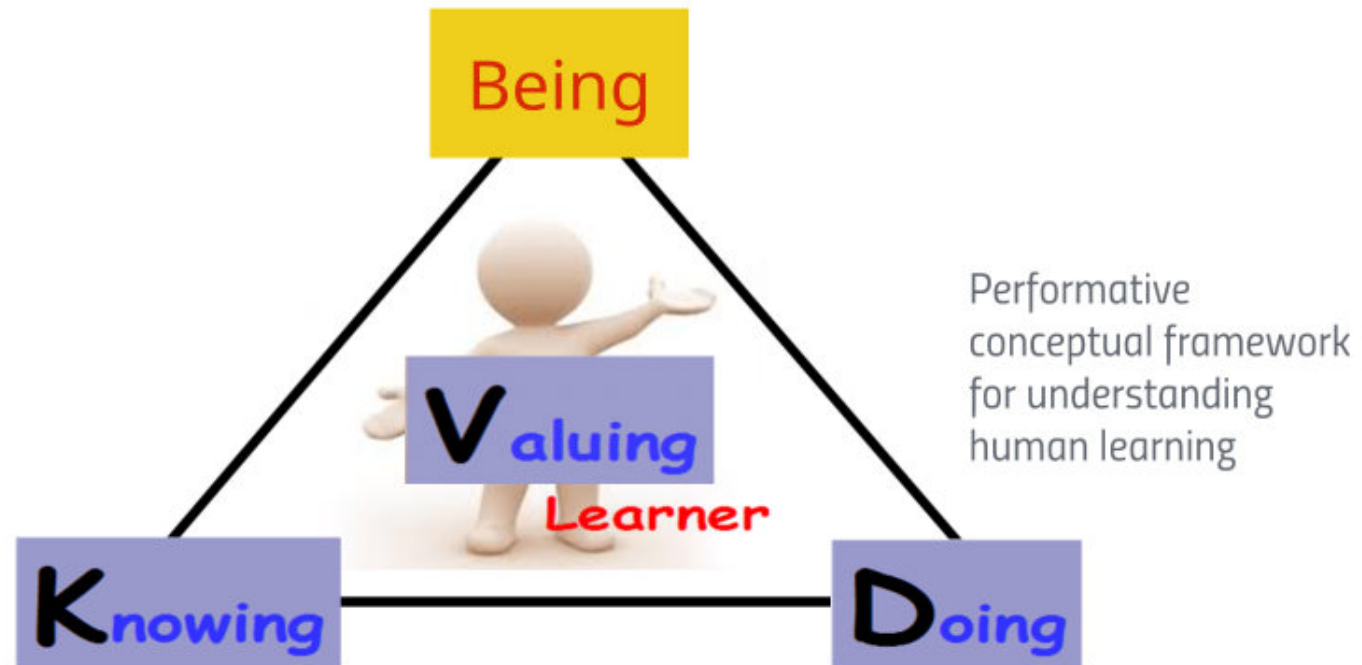 Being
Performative
conceptual framework
for understanding
human learning
Valuing
Learner
Knowing
Doing